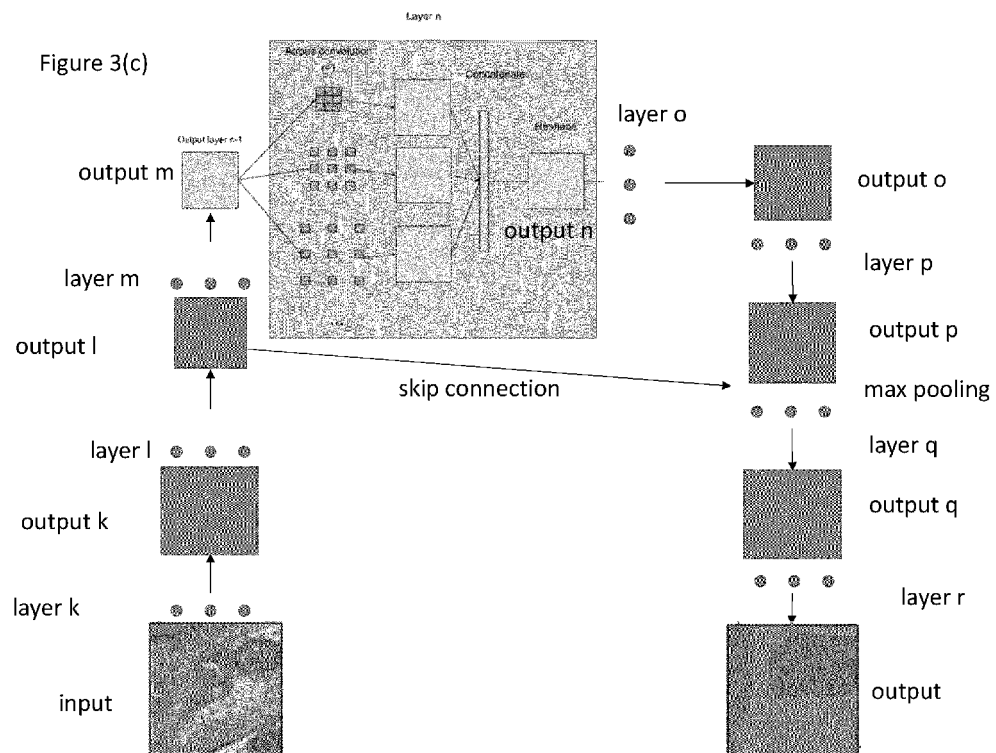 Layer n
Figure 3(c)
Atrous convolution
Concatenate
layer o
Output layer n-1
output m
output o
output n
layer p
layer m
output l
output p
skip connection
max pooling
layer l
layer q
output k
output q
layer k
layer r
input
output